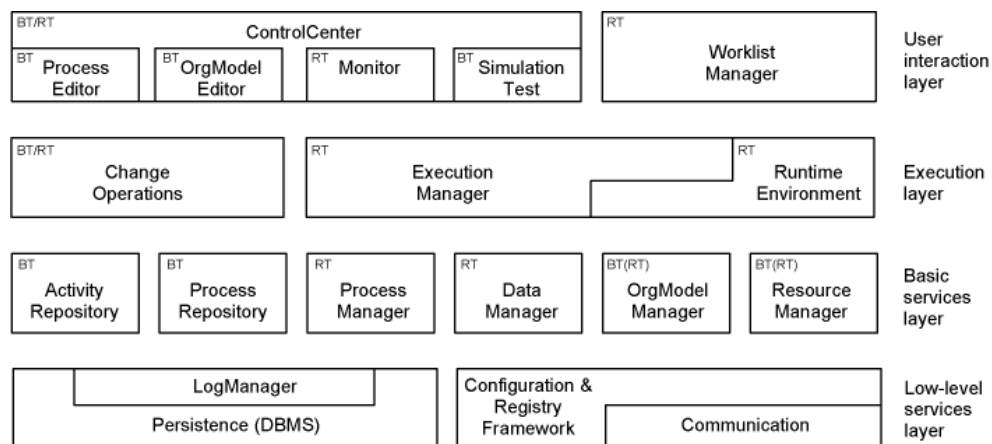 BT/RT
ControlCenter
BT
Process
Editor
BT
OrgModel
Editor
RT
Monitor
BT
Simulation
Test
RT
Worklist
Manager
User
interaction
layer
BT/RT
Change
Operations
RT
Execution
Manager
RT
Runtime
Environment
Execution
layer
BT
Activity
Repository
BT
Process
Repository
RT
Process
Manager
RT
Data
Manager
BT(RT)
OrgModel
Manager
BT(RT)
Resource
Manager
Basic
services
layer
LogManager
Persistence (DBMS)
Configuration &
Registry
Framework
Communication
Low-level
services
layer